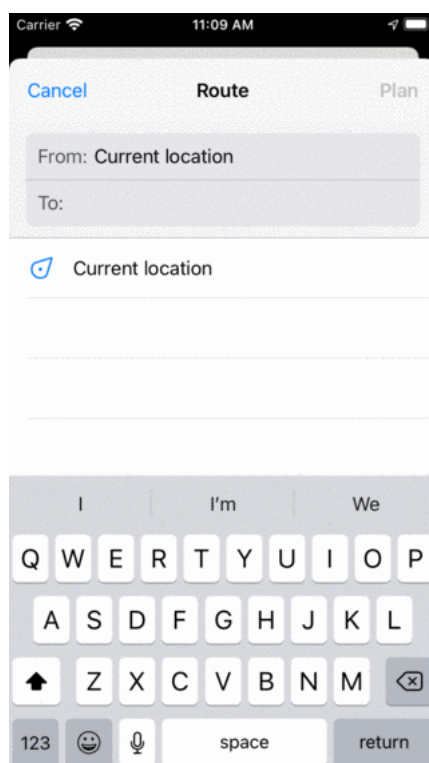 Carrier 11:09 AM
Cancel Route Plan
From: Current location
To:
Current location
I I'm We
Q W E R T Y U I O P
A S D F G H J K L
Z X C V B N M
123 space return